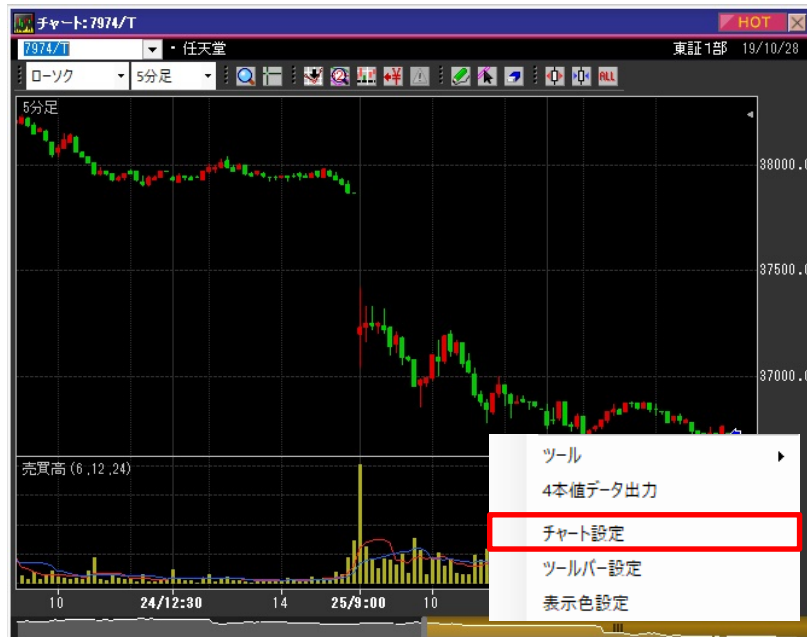 チャート:7974/T
HOT
7974/T ・任天堂 東証1部 19/10/28
ローソク 5分足 ALL
5分足
38000.0
37500.0
37000.0
売買高(6,12,24)
ツール
4本値データ出力
チャート設定
ツールバー設定
表示色設定
10 24/12:30 14 25/9:00 10